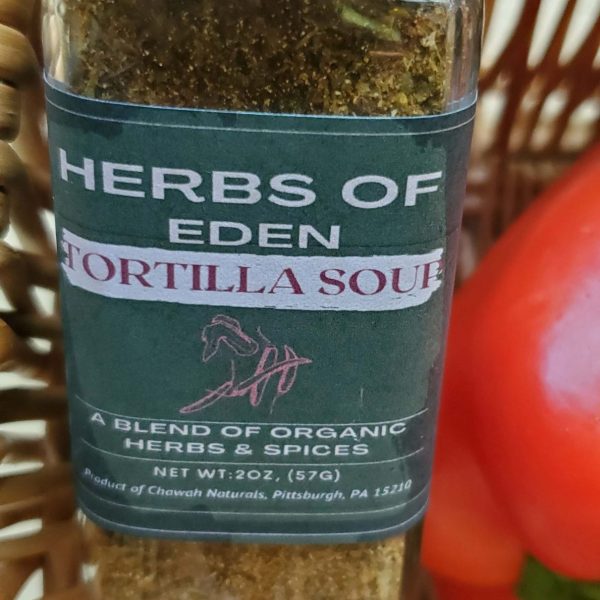 HERBS OF
EDEN
TORTILLA SOUP
A BLEND OF ORGANIC
HERBS & SPICES
NET WT:2OZ, (57G)
Product of Chawah Naturals, Pittsburgh, PA 15210